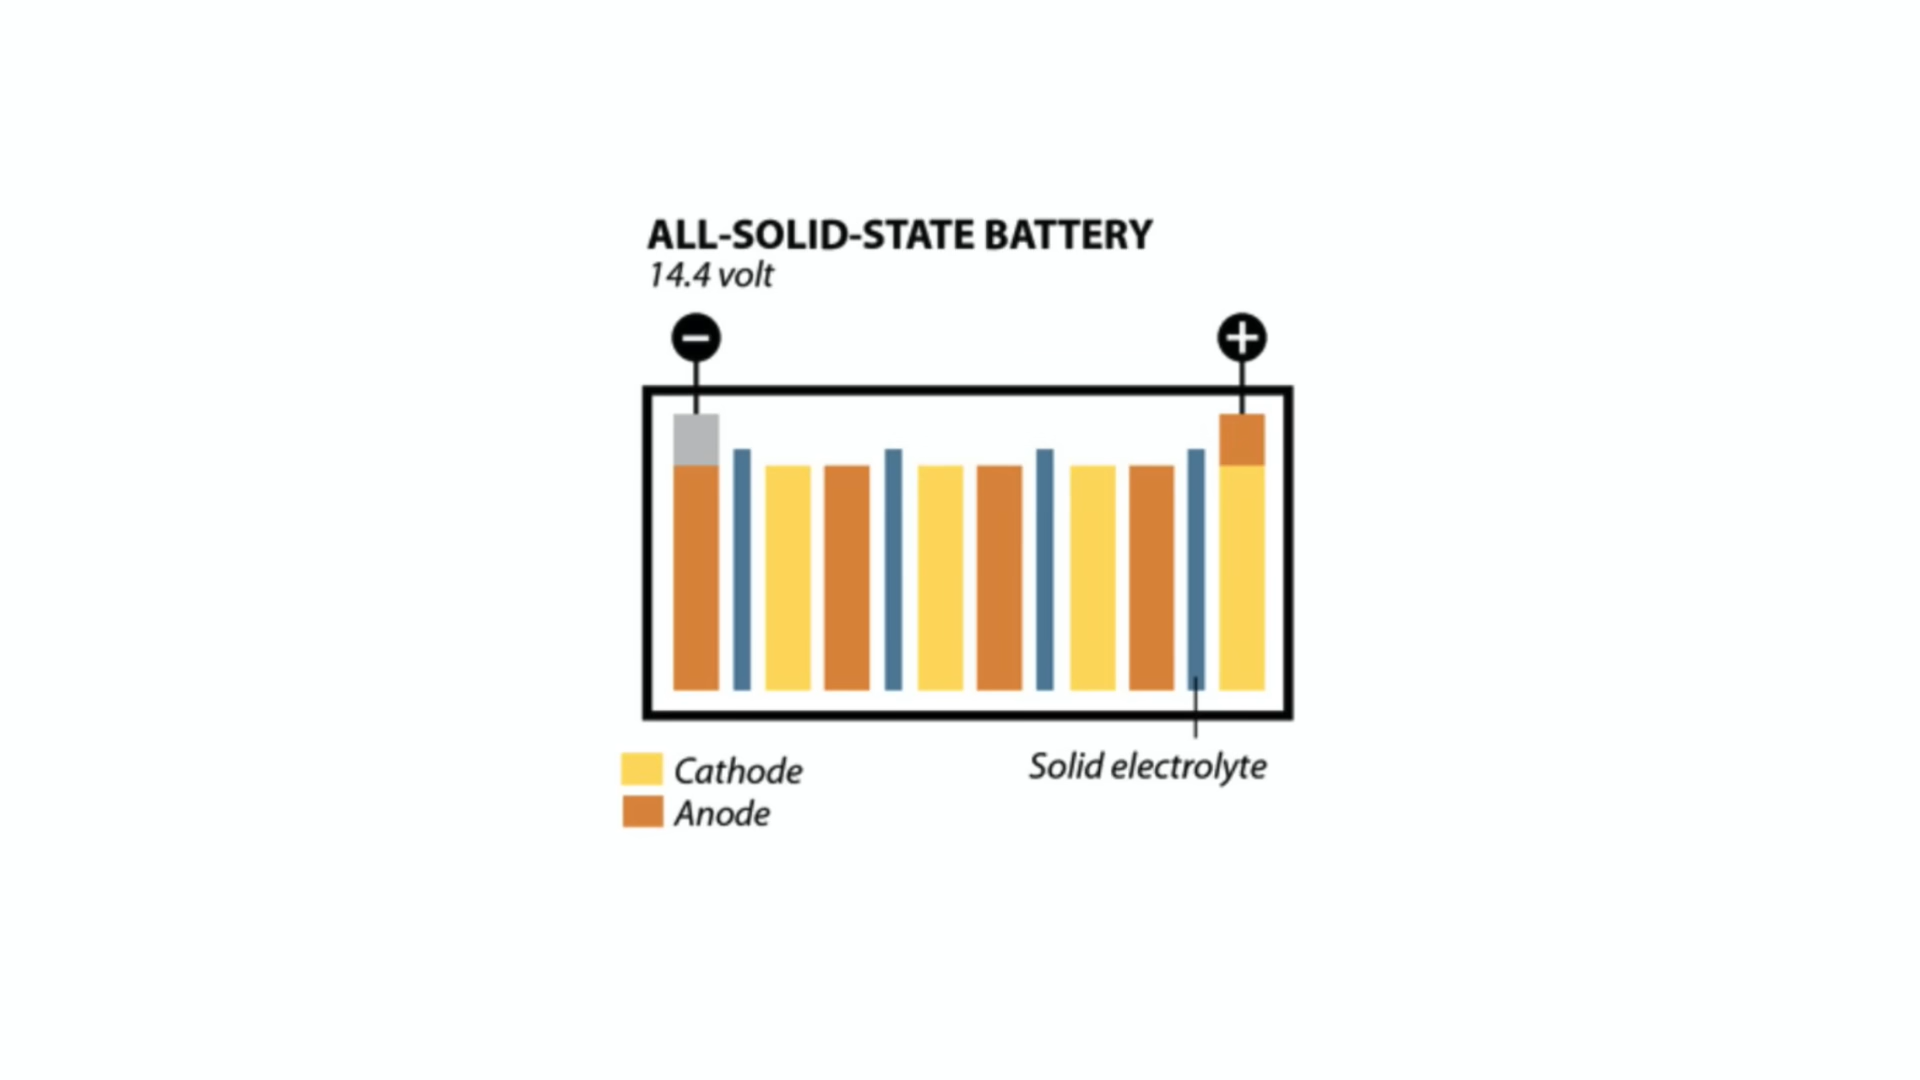 ALL-SOLID-STATE BATTERY
14.4 volt
Cathode
Anode
Solid electrolyte